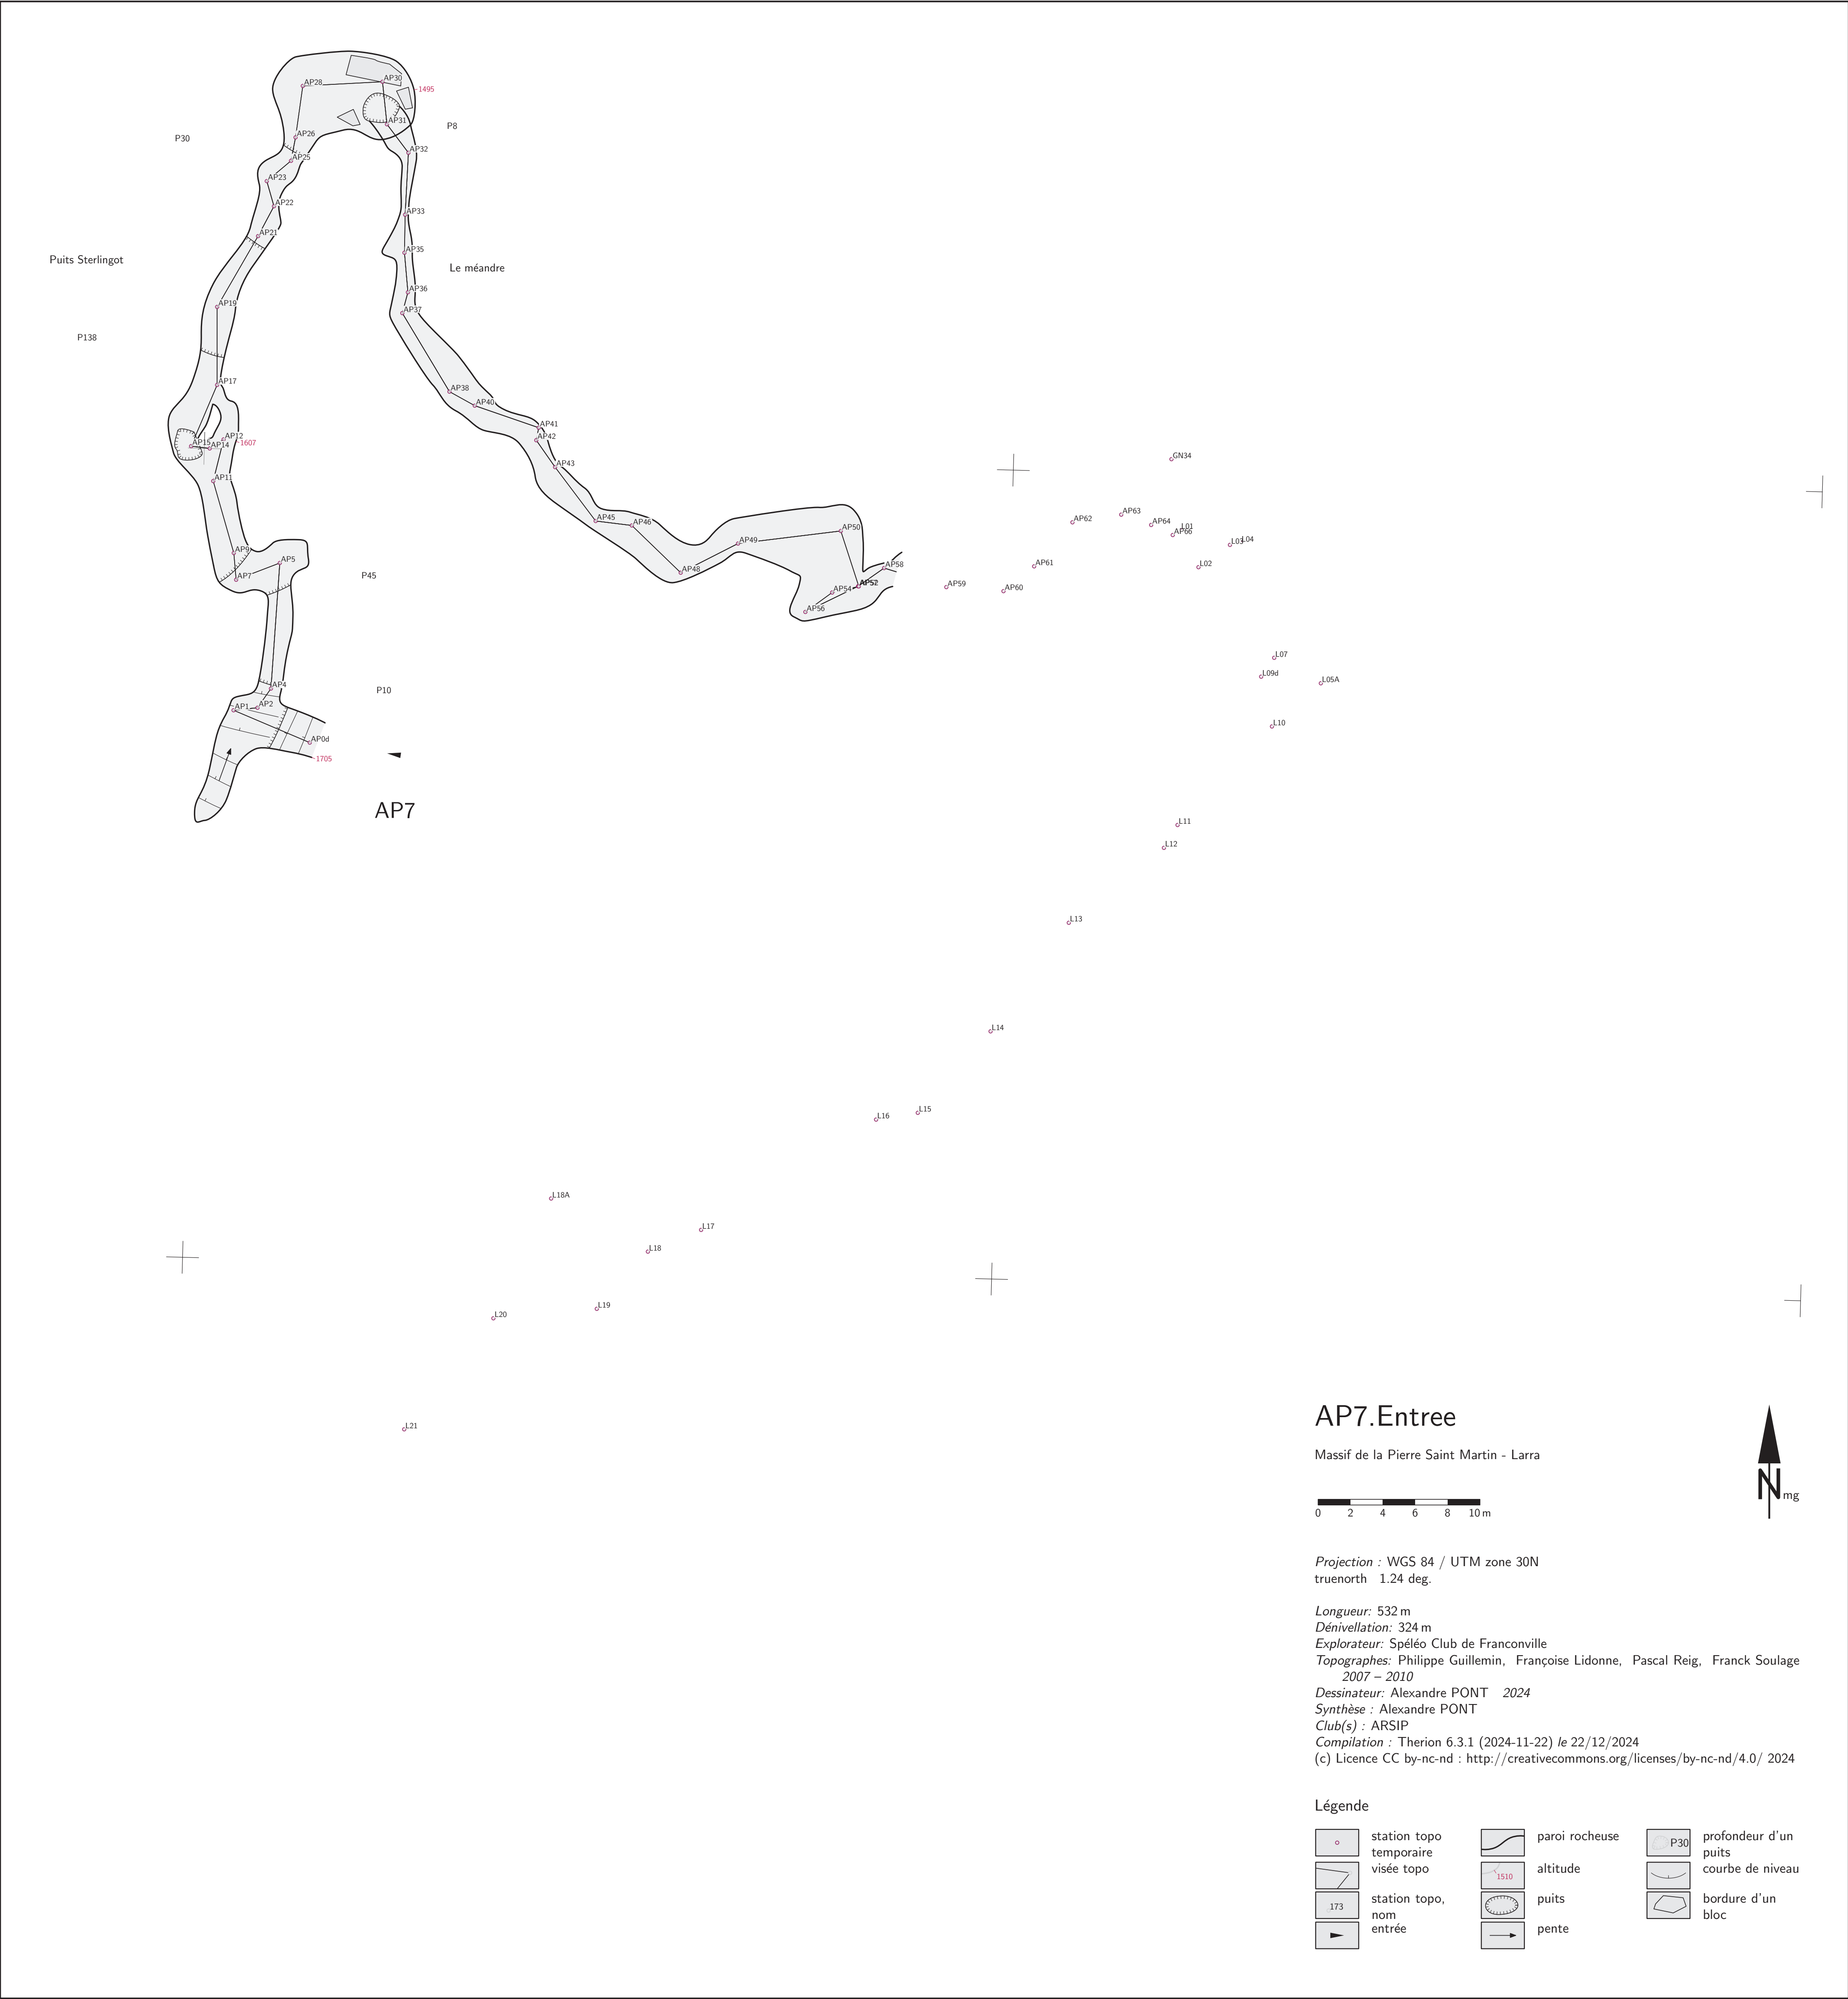 AP28
AP30
1495
P8
AP31
P30
AP26
AP32
AP25
AP23
AP22
AP33
AP21
AP35
Puits Sterlingot
Le méandre
AP36
AP19
AP37
P138
AP17
AP38
AP40
AP41
AP12
AP42
AP15
AP14
1607
AP43
GN34
AP11
AP45
AP46
AP50
AP62
AP63
AP64
L01
AP66
L03
L04
AP49
AP9
AP5
AP7
P45
AP48
AP58
AP61
L02
AP54
AP57
AP59
AP60
AP56
L07
L09d
L05A
AP4
P10
AP1
AP2
L10
AP0d
1705
AP7
L11
L12
L13
L14
L15
L16
L18A
L17
L18
L19
L20
L21
AP7.Entree
Massif de la Pierre Saint Martin - Larra
N mg
0 2 4 6 8 10 m
Projection : WGS 84 / UTM zone 30N
truenorth 1.24 deg.
Longueur: 532 m
Dénivellation: 324 m
Explorateur: Spéléo Club de Franconville
Topographes: Philippe Guillemin, Françoise Lidonne, Pascal Reig, Franck Soulage
2007 – 2010
Dessinateur: Alexandre PONT 2024
Synthèse : Alexandre PONT
Club(s) : ARSIP
Compilation : Therion 6.3.1 (2024-11-22) le 22/12/2024
(c) Licence CC by-nc-nd : http://creativecommons.org/licenses/by-nc-nd/4.0/ 2024
Légende
station topo
temporaire
visée topo
173
station topo,
nom
entrée
paroi rocheuse
1510
altitude
puits
pente
P30
profondeur d'un
puits
courbe de niveau
bordure d'un
bloc